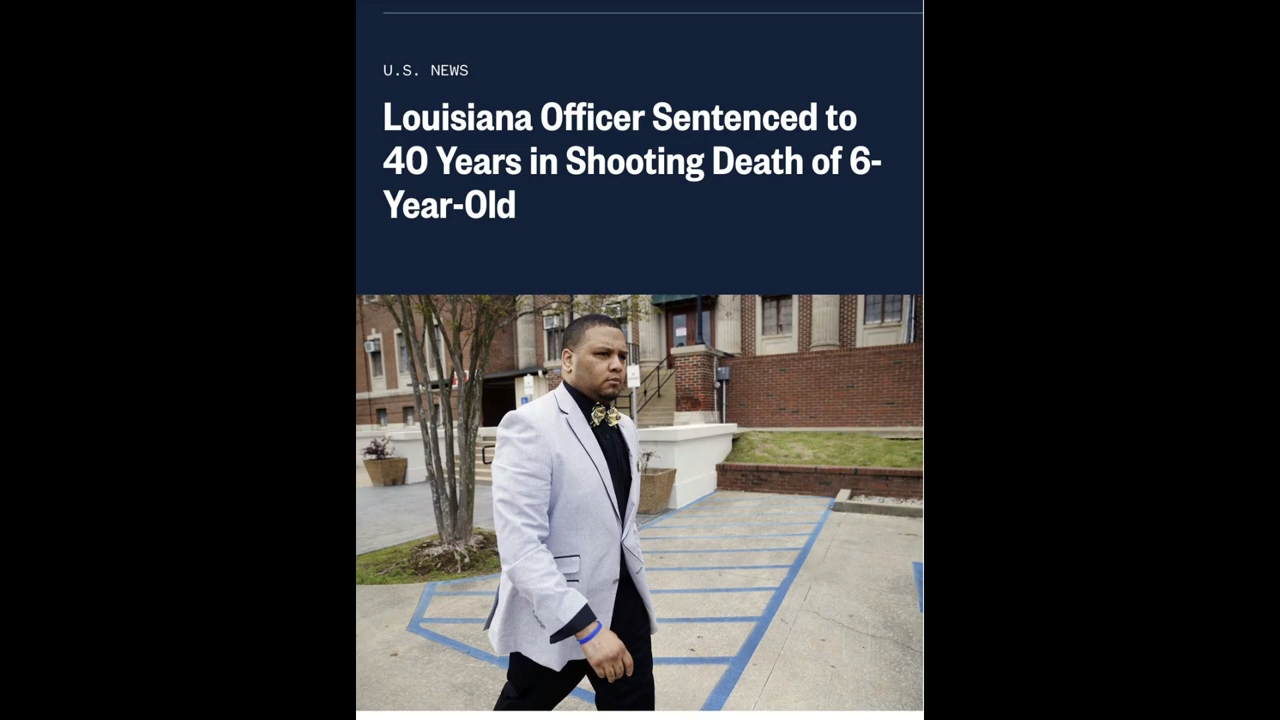 U.S. NEWS
Louisiana Officer Sentenced to
40 Years in Shooting Death of 6-
Year-Old